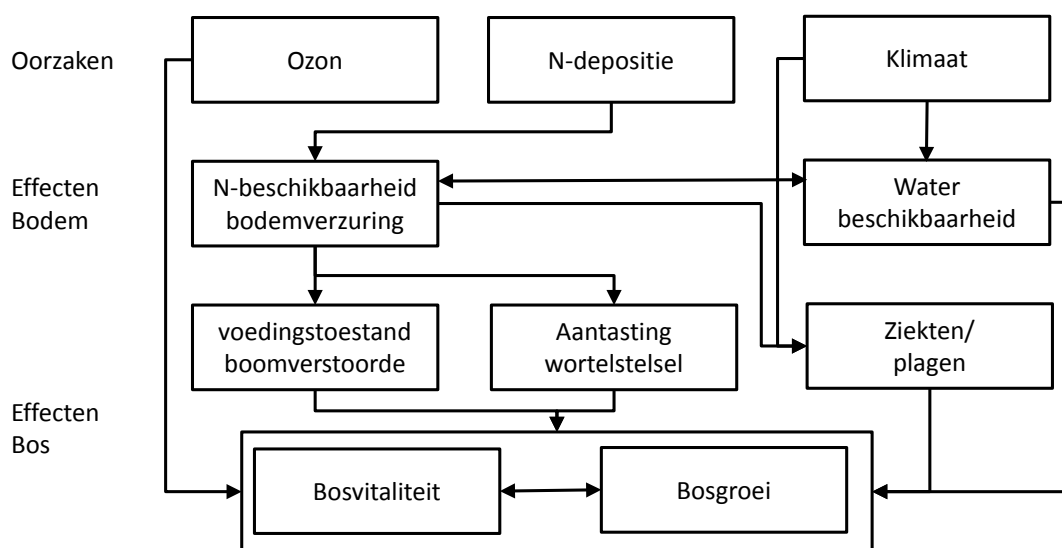 Oorzaken
Ozon
N-depositie
Klimaat
Effecten
Bodem
N-beschikbaarheid
bodemverzuring
Water
beschikbaarheid
voedingstoestand
boomverstoorde
Aantasting
wortelstelsel
Ziekten/
plagen
Effecten
Bos
Bosvitaliteit
Bosgroei